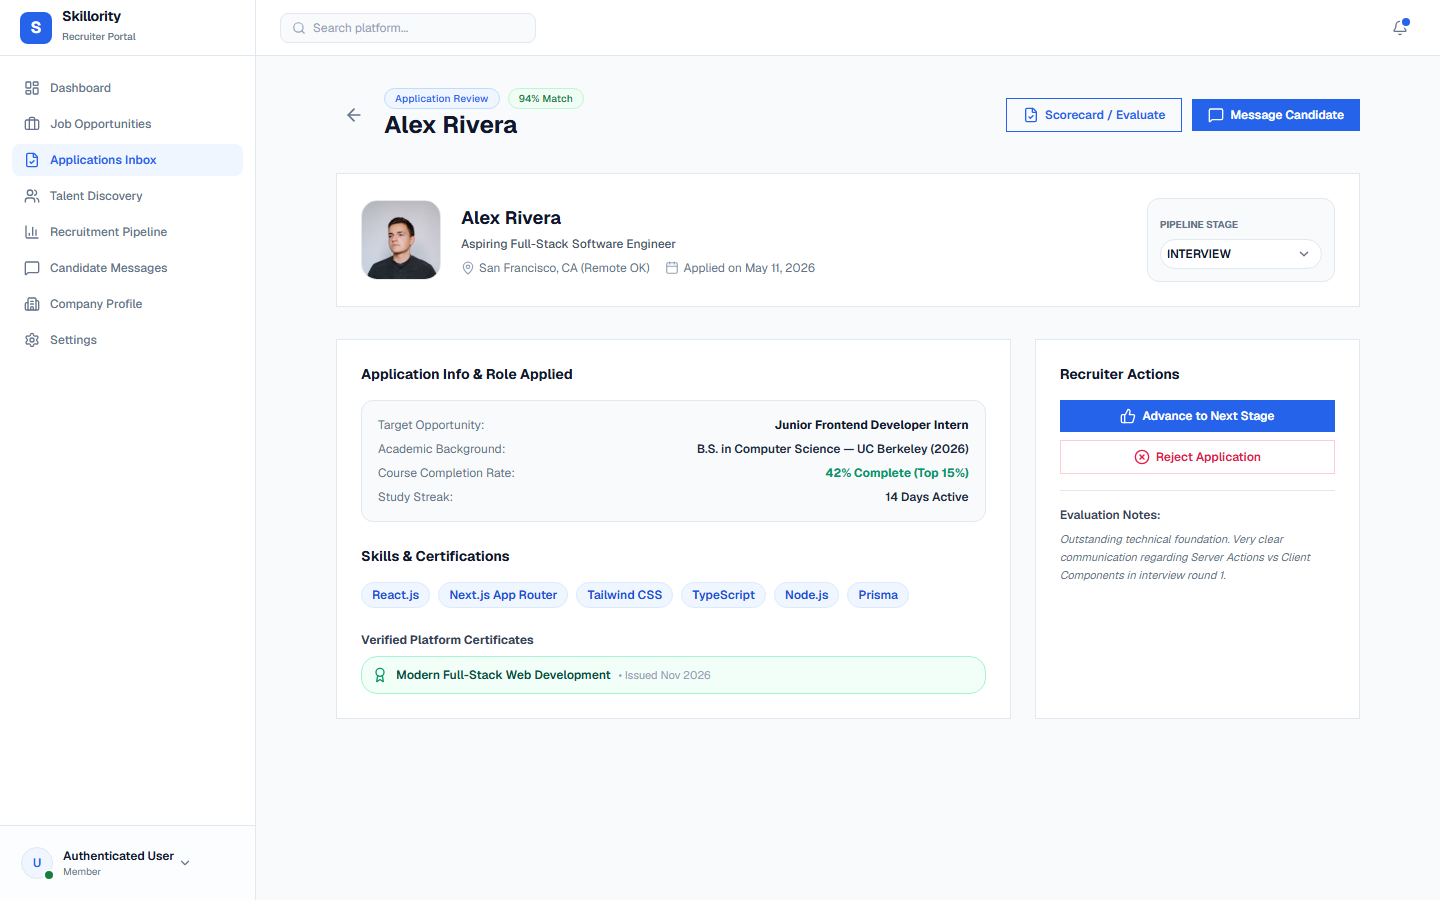 S
Skillority
Recruiter Portal
Search platform...
Dashboard
Job Opportunities
Applications Inbox
Talent Discovery
Recruitment Pipeline
Candidate Messages
Company Profile
Settings
U
Authenticated User
Member
Application Review
94% Match
Alex Rivera
Scorecard / Evaluate
Message Candidate
Alex Rivera
Aspiring Full-Stack Software Engineer
San Francisco, CA (Remote OK)
Applied on May 11, 2026
PIPELINE STAGE
INTERVIEW
Application Info & Role Applied
Target Opportunity: Junior Frontend Developer Intern
Academic Background: B.S. in Computer Science — UC Berkeley (2026)
Course Completion Rate: 42% Complete (Top 15%)
Study Streak: 14 Days Active
Skills & Certifications
React.js
Next.js App Router
Tailwind CSS
TypeScript
Node.js
Prisma
Verified Platform Certificates
Modern Full-Stack Web Development • Issued Nov 2026
Recruiter Actions
Advance to Next Stage
Reject Application
Evaluation Notes:
Outstanding technical foundation. Very clear
communication regarding Server Actions vs Client
Components in interview round 1.